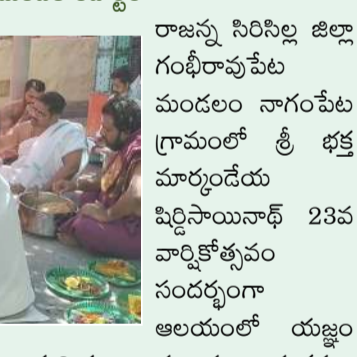 రాజన్న సిరిసిల్ల జిల్లా
గంభీరావుపేట
మండలం నాగంపేట
గ్రామంలో శ్రీ భక్త
మార్కండేయ
షిర్డిసాయినాథ్ 23వ
వార్షికోత్సవం
సందర్భంగా
ఆలయంలో యజ్ఞం